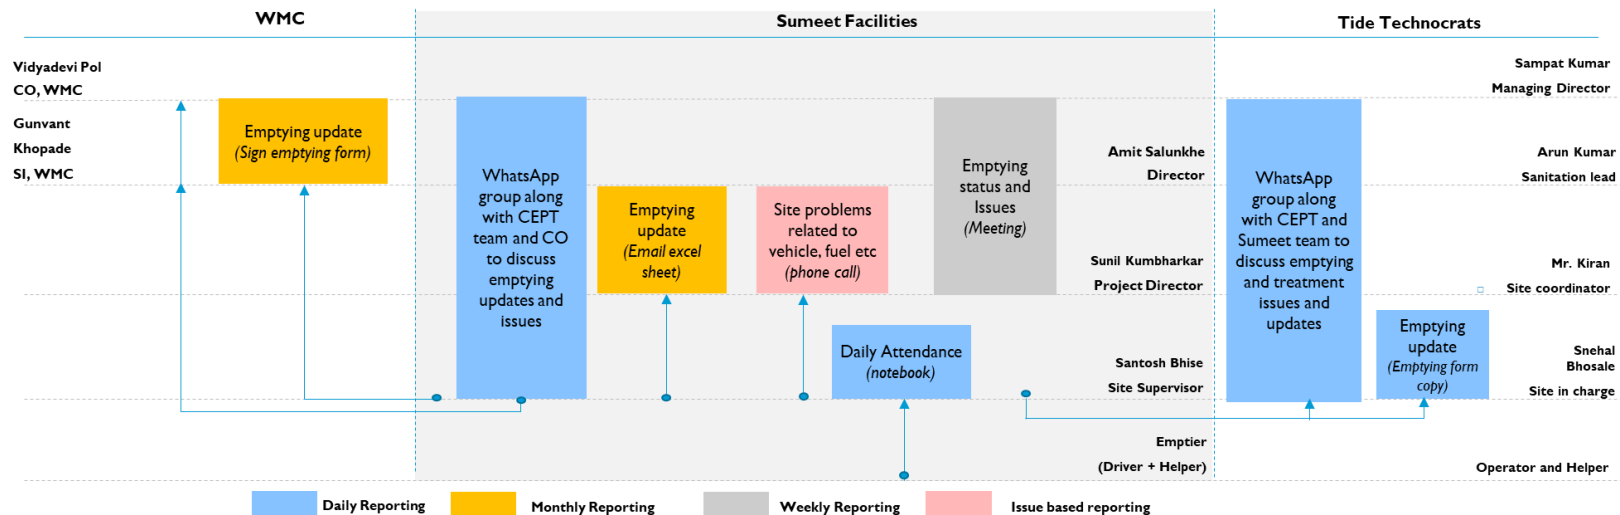 WMC
Sumeet Facilities
Tide Technocrats
Vidyadevi Pol
CO, WMC
Gunvant
Khopade
SI, WMC
Emptying update
(Sign emptying form)
WhatsApp
group along
with CEPT
team and CO
to discuss
emptying
updates and
issues
Emptying
update
(Email excel
sheet)
Site problems
related to
vehicle, fuel etc
(phone call)
Daily Attendance
(notebook)
Emptying
status and
Issues
(Meeting)
Amit Salunkhe
Director
Sunil Kumbharkar
Project Director
Santosh Bhise
Site Supervisor
Emptier
(Driver + Helper)
WhatsApp
group along
with CEPT and
Sumeet team to
discuss emptying
and treatment
issues and
updates
Emptying
update
(Emptying form
copy)
Sampat Kumar
Managing Director
Arun Kumar
Sanitation lead
Mr. Kiran
Site coordinator
Snehal
Bhosale
Site in charge
Operator and Helper
Daily Reporting
Monthly Reporting
Weekly Reporting
Issue based reporting